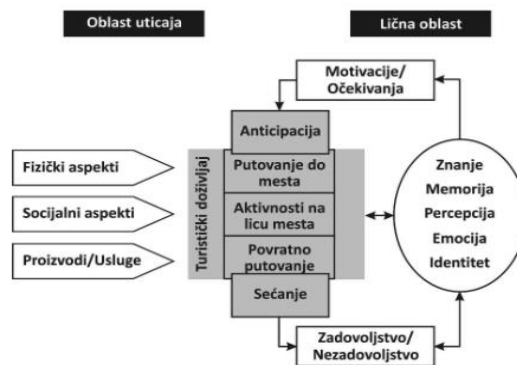 Oblast uticaja
Lična oblast
Motivacije/
Očekivanja
Anticipacija
Fizički aspekti
Socijalni aspekti
Proizvodi/Usluge
Turistički doživljaj
Putovanje do
mesta
Aktivnosti na
licu mesta
Povratno
putovanje
Sećanje
Znanje
Memorija
Percepcija
Emocija
Identitet
Zadovoljstvo/
Nezadovoljstvo